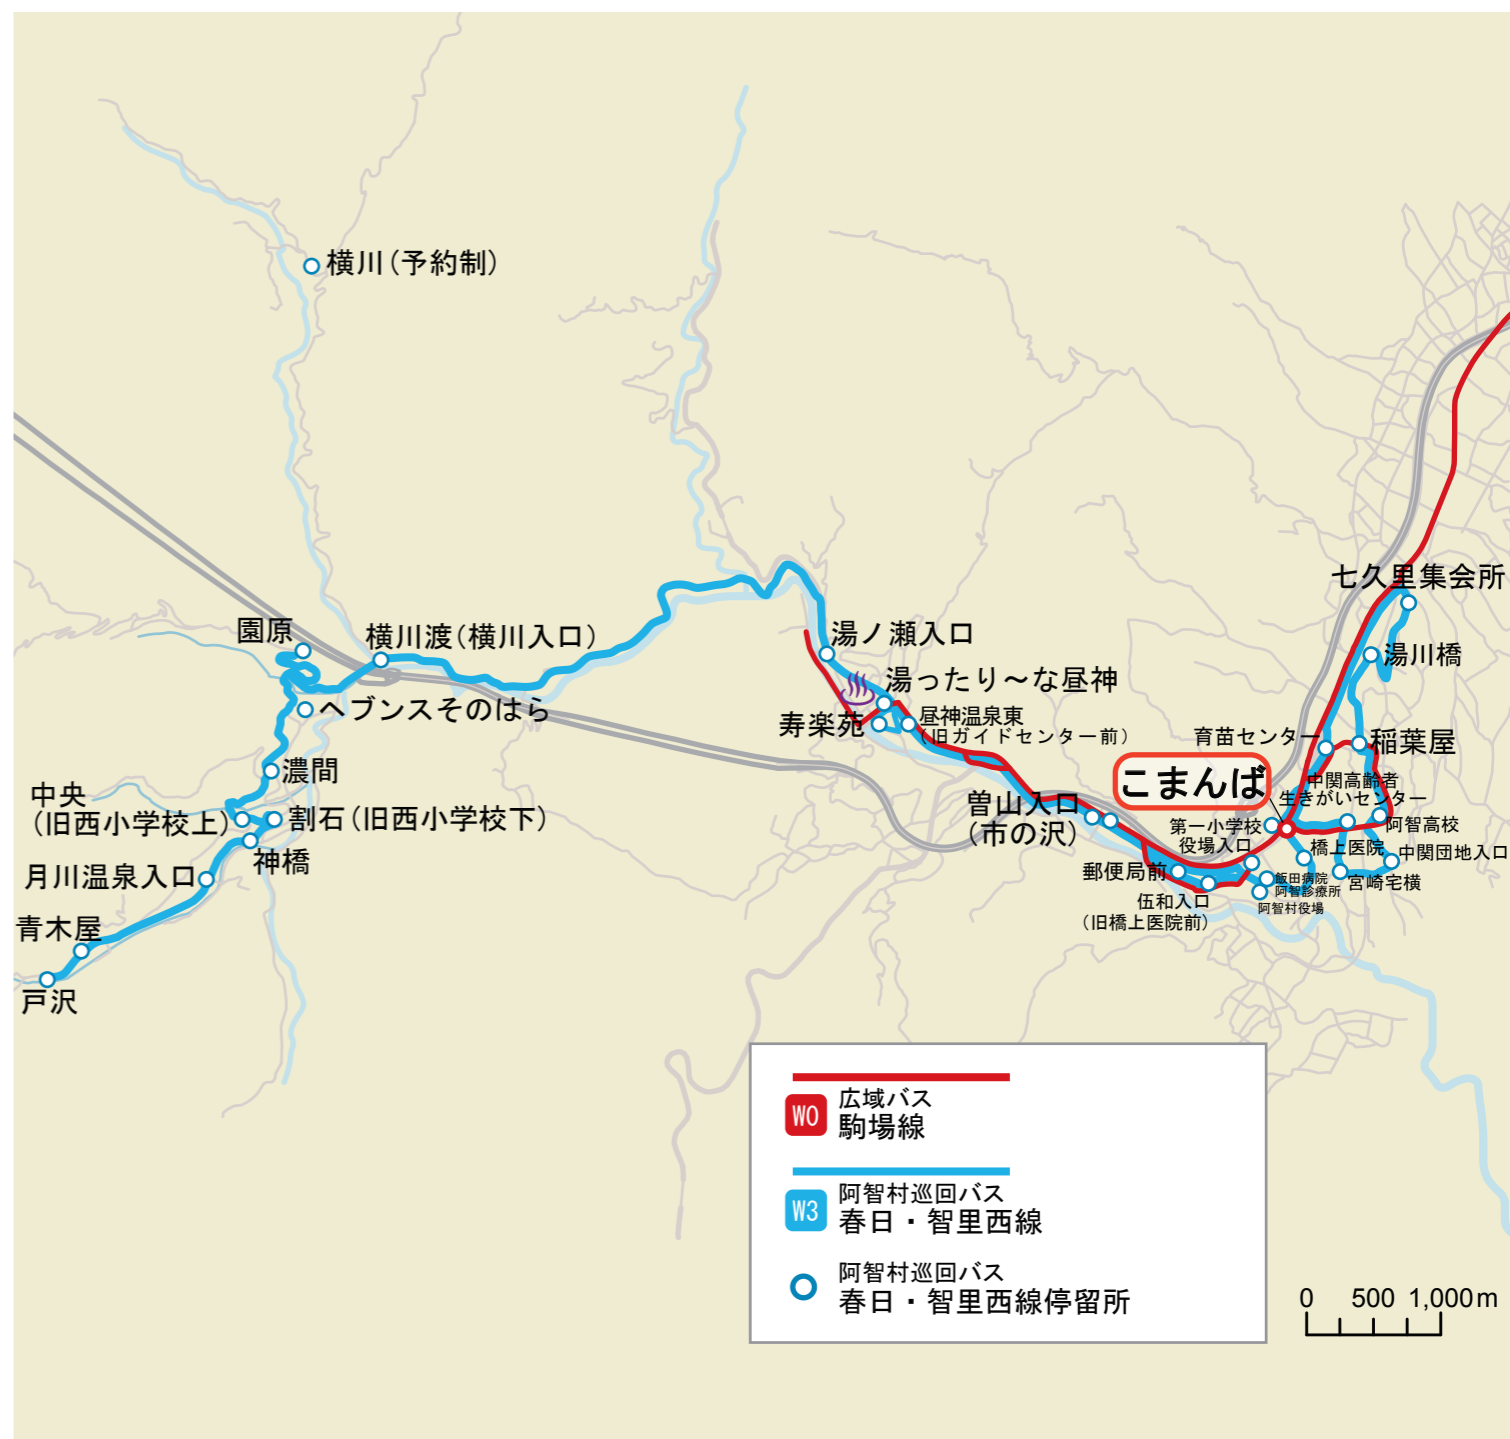 横川(予約制)
七久里集会所
園原
横川渡(横川入口)
湯ノ瀬入口
湯川橋
湯ったり～な昼神
ヘブンスそのはら
寿楽苑
昼神温泉東
(旧ガイドセンター前)
育苗センター
稲葉屋
濃間
こまんば
中関高齢者
生きがいセンター
中央
(旧西小学校上)
割石(旧西小学校下)
曽山入口
(市の沢)
第一小学校
役場入口
阿智高校
神橋
橋上医院
中関団地入口
月川温泉入口
郵便局前
飯田病院
阿智診療所
宮崎宅横
伍和入口
(旧橋上医院前)
阿智村役場
青木屋
戸沢
W0
広域バス
駒場線
W3
阿智村巡回バス
春日・智里西線
阿智村巡回バス
春日・智里西線停留所
0 500 1,000m